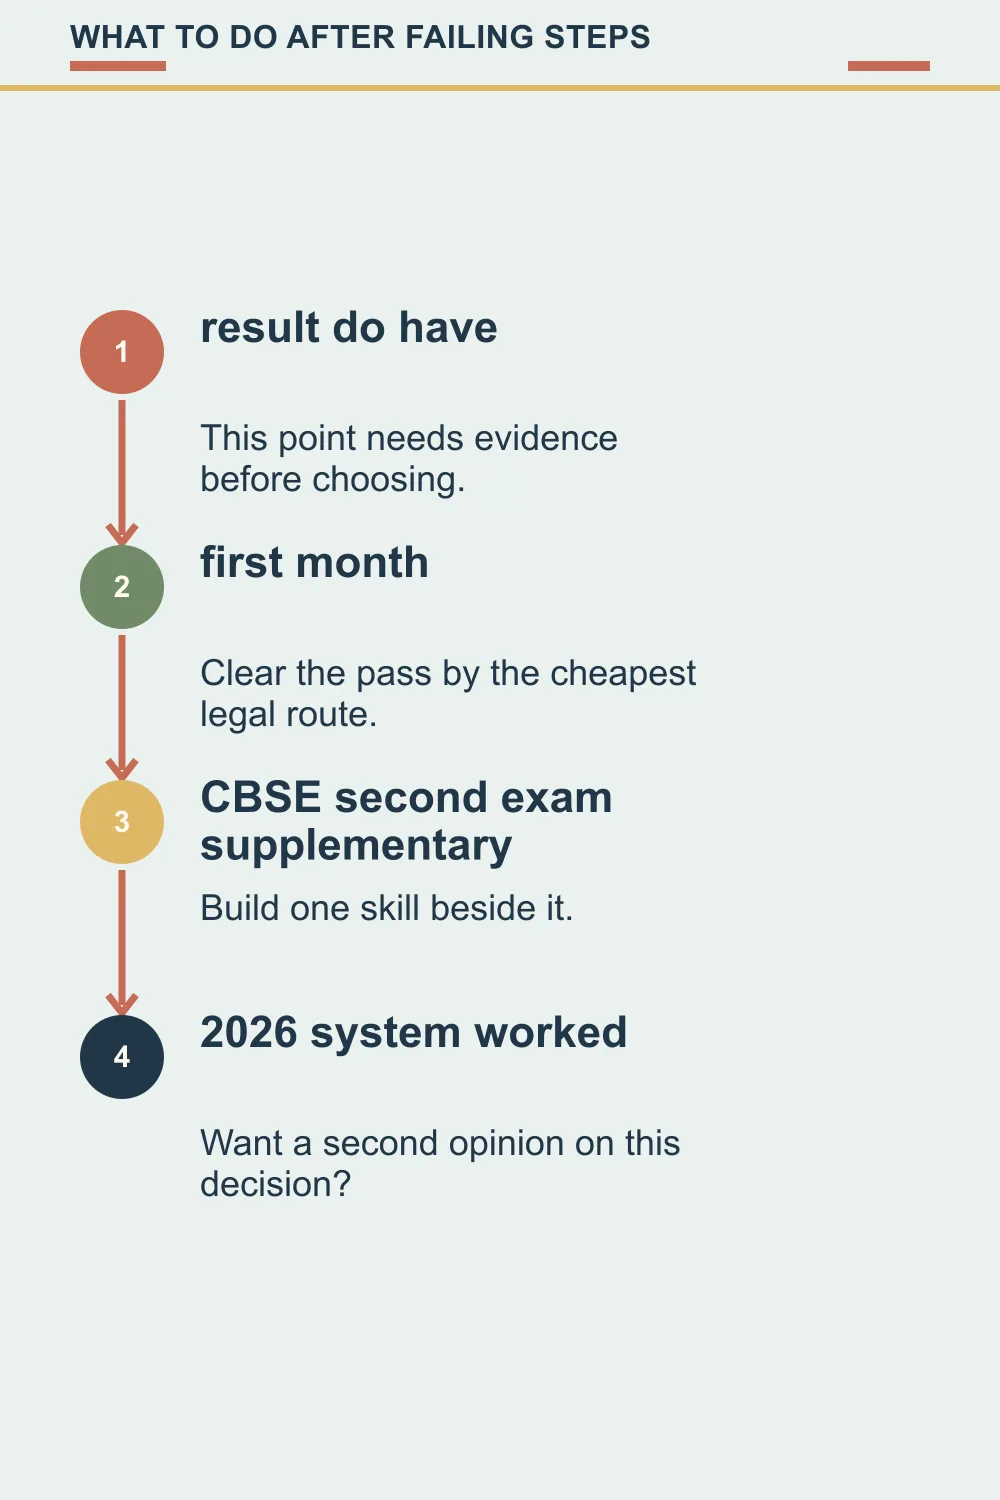 WHAT TO DO AFTER FAILING STEPS
1
result do have
This point needs evidence
before choosing.
2
first month
Clear the pass by the cheapest
legal route.
3
CBSE second exam
supplementary
Build one skill beside it.
4
2026 system worked
Want a second opinion on this
decision?